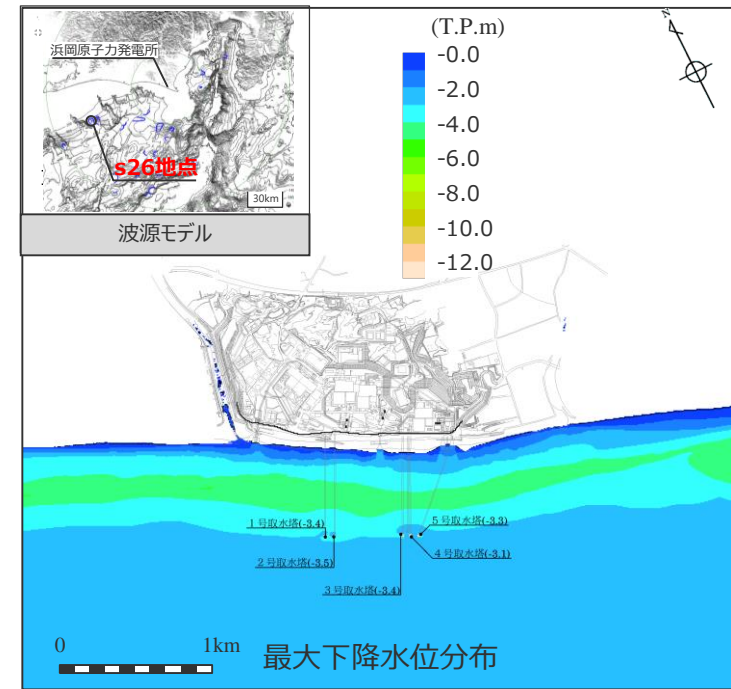 浜岡原子力発電所
s26地点
30km
波源モデル
(T.P.m)
-0.0
-2.0
-4.0
-6.0
-8.0
-10.0
-12.0
N
1号取水塔(-3.4)
2号取水塔(-3.5)
3号取水塔(-3.4)
4号取水塔(-3.1)
5号取水塔(-3.3)
0 1km
最大下降水位分布